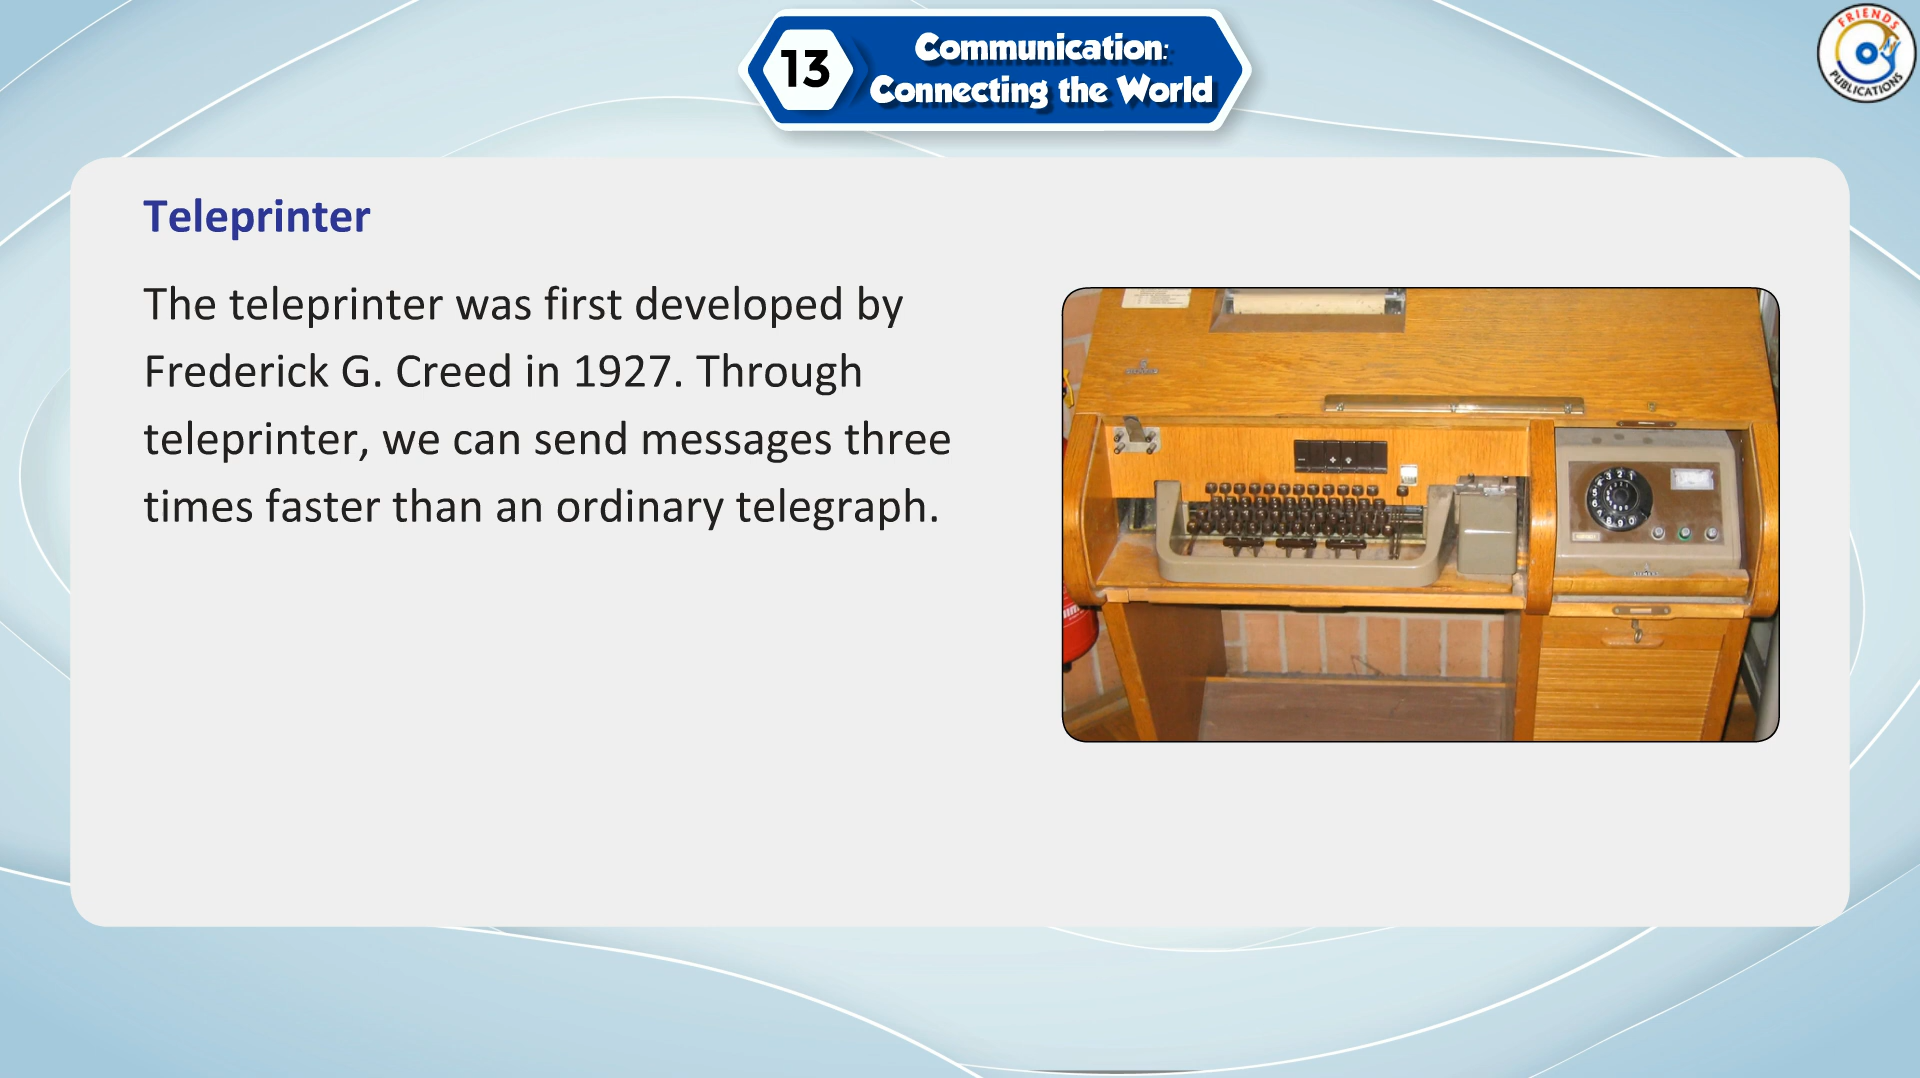 13
Communication:
Connecting the World
FRIENDS
PUBLICATIONS
Teleprinter
The teleprinter was first developed by
Frederick G. Creed in 1927. Through
teleprinter, we can send messages three
times faster than an ordinary telegraph.